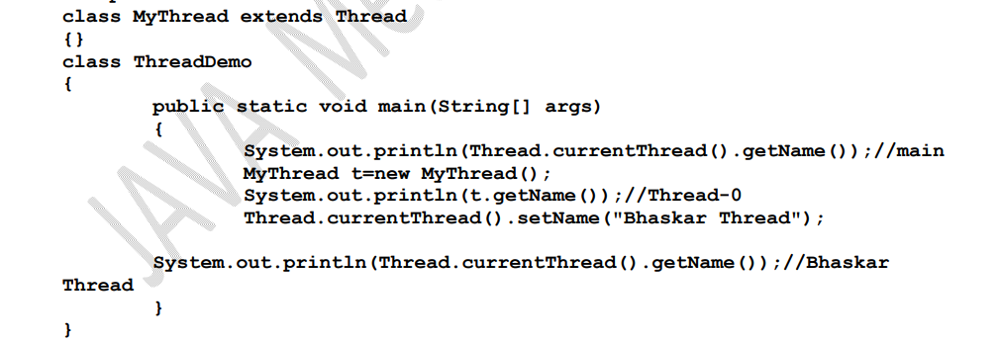 class MyThread extends Thread
{}
class ThreadDemo
{
public static void main(String[] args)
{
System.out.println(Thread.currentThread().getName());//main
MyThread t=new MyThread();
System.out.println(t.getName());//Thread-0
Thread.currentThread().setName("Bhaskar Thread");
System.out.println(Thread.currentThread().getName());//Bhaskar
Thread
}
}
JAVA Me